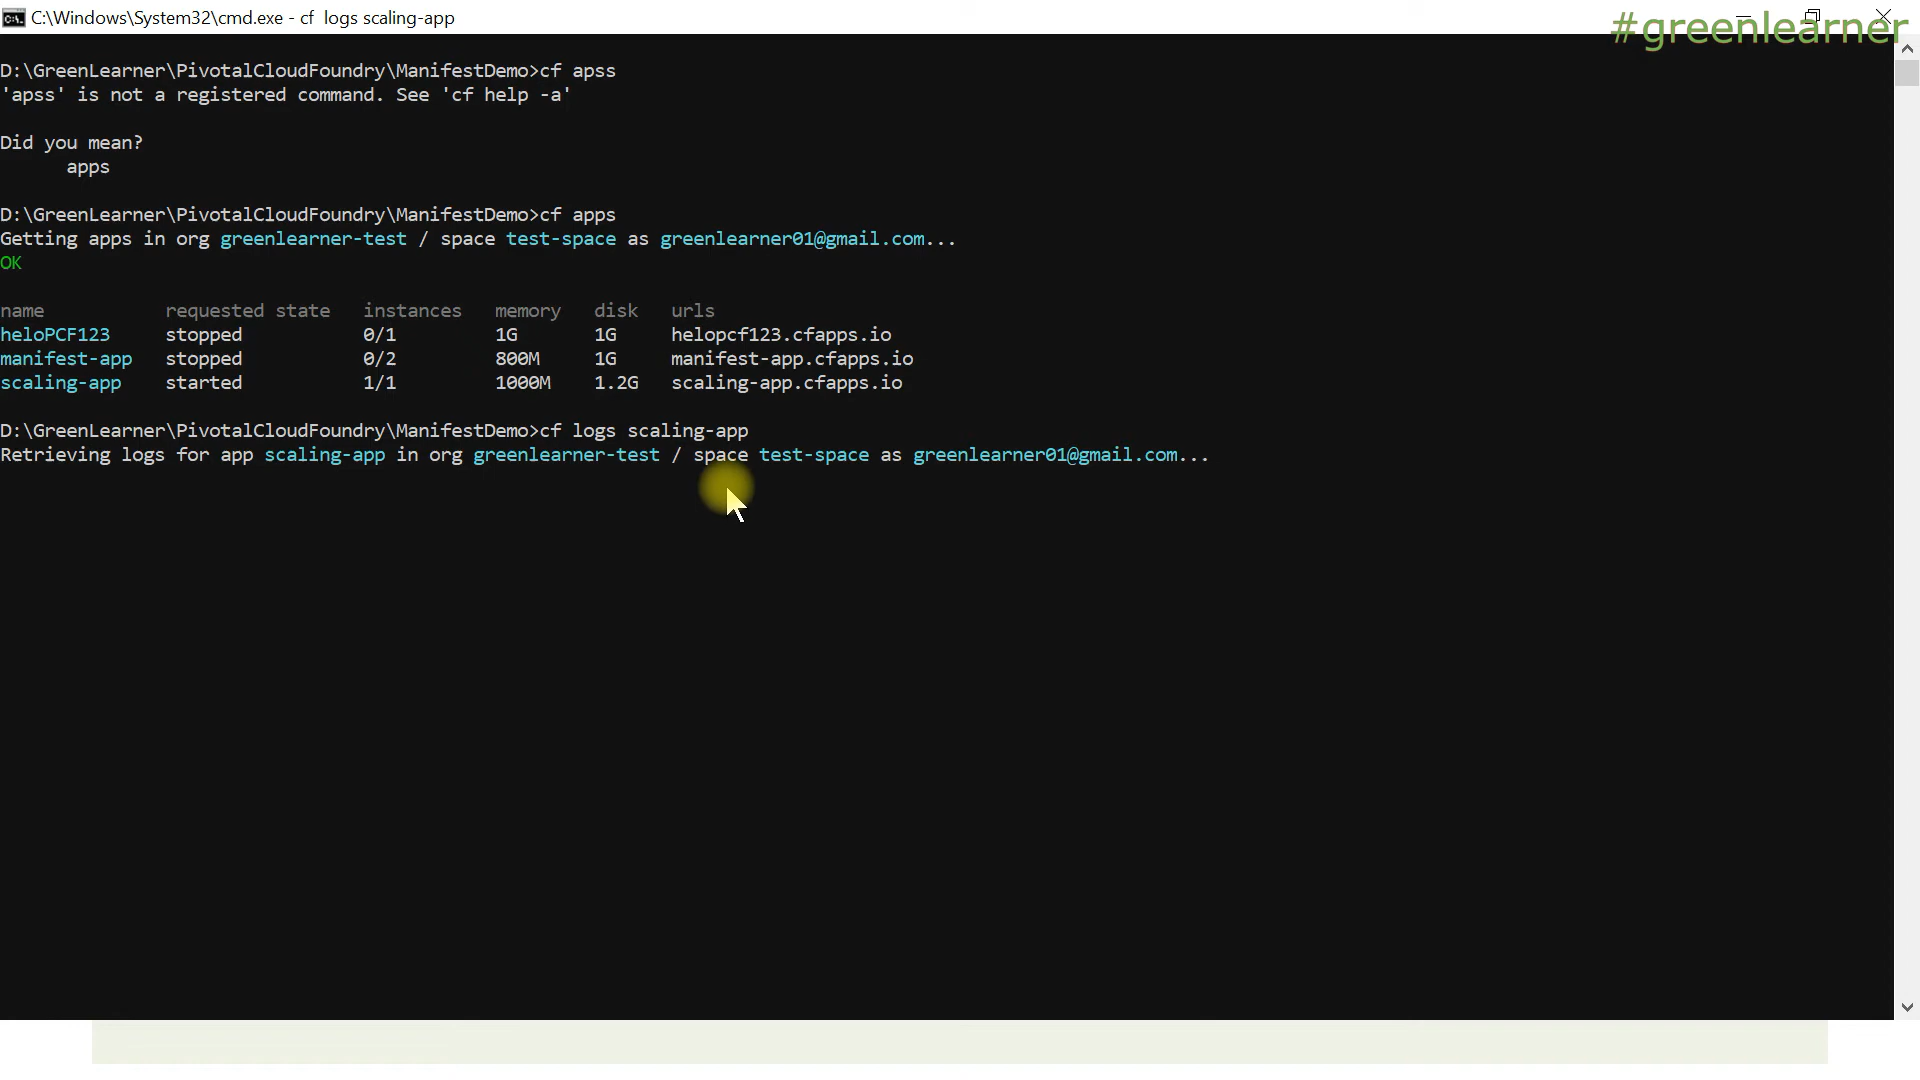 C:\Windows\System32\cmd.exe - cf  logs scaling-app
#greenlearner
D:\GreenLearner\PivotalCloudFoundry\ManifestDemo>cf apss
'apss' is not a registered command. See 'cf help -a'
Did you mean?
apps
D:\GreenLearner\PivotalCloudFoundry\ManifestDemo>cf apps
Getting apps in org greenlearner-test / space test-space as greenlearner01@gmail.com...
OK
name requested state instances memory disk urls
heloPCF123 stopped 0/1 1G 1G helopcf123.cfapps.io
manifest-app stopped 0/2 800M 1G manifest-app.cfapps.io
scaling-app started 1/1 1000M 1.2G scaling-app.cfapps.io
D:\GreenLearner\PivotalCloudFoundry\ManifestDemo>cf logs scaling-app
Retrieving logs for app scaling-app in org greenlearner-test / space test-space as greenlearner01@gmail.com...